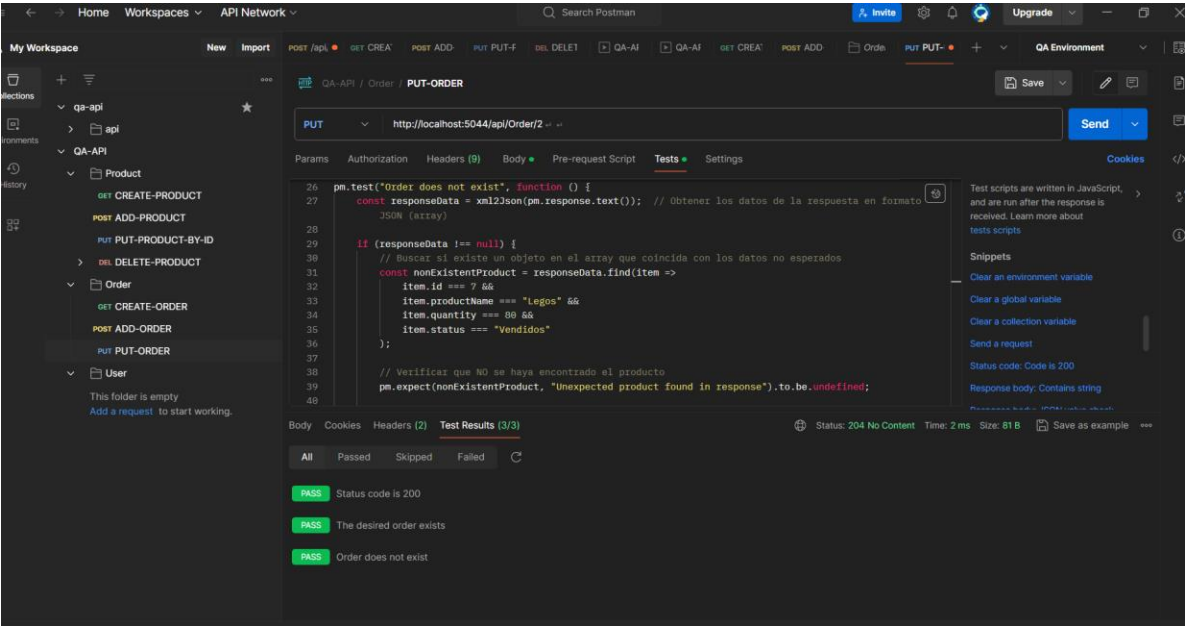 Home Workspaces API Network Search Postman Invite Upgrade
My Workspace New Import POST /api, GET CREA POST ADD PUT PUT-F DEL DELET QA-AF QA-AF GET CREA POST ADD Orde PUT PUT- QA Environment
ollections
ironments
History
qa-api
api
QA-API
Product
GET CREATE-PRODUCT
POST ADD-PRODUCT
PUT PUT-PRODUCT-BY-ID
DEL DELETE-PRODUCT
Order
GET CREATE-ORDER
POST ADD-ORDER
PUT PUT-ORDER
User
This folder is empty
Add a request to start working.
QA-API / Order / PUT-ORDER Save
PUT http://localhost:5044/api/Order/2 Send
Params Authorization Headers (9) Body Pre-request Script Tests Settings Cookies
26 pm.test("Order does not exist", function () {
27 const responseData = xml2Json(pm.response.text()); // Obtener los datos de la respuesta en formato
JSON (array)
28
29 if (responseData !== null) {
30 // Buscar si existe un objeto en el array que coincida con los datos no esperados
31 const nonExistentProduct = responseData.find(item =>
32 item.id === 7 &&
33 item.productName === "Legos" &&
34 item.quantity === 80 &&
35 item.status === "Vendidos"
36 );
37
38 // Verificar que NO se haya encontrado el producto
39 pm.expect(nonExistentProduct, "Unexpected product found in response").to.be.undefined;
40
Test scripts are written in JavaScript,
and are run after the response is
received. Learn more about
tests scripts
Snippets
Clear an environment variable
Clear a global variable
Clear a collection variable
Send a request
Status code: Code is 200
Response body: Contains string
Response body: JSON value check
Body Cookies Headers (2) Test Results (3/3) Status: 204 No Content Time: 2 ms Size: 81 B Save as example
All Passed Skipped Failed
PASS Status code is 200
PASS The desired order exists
PASS Order does not exist